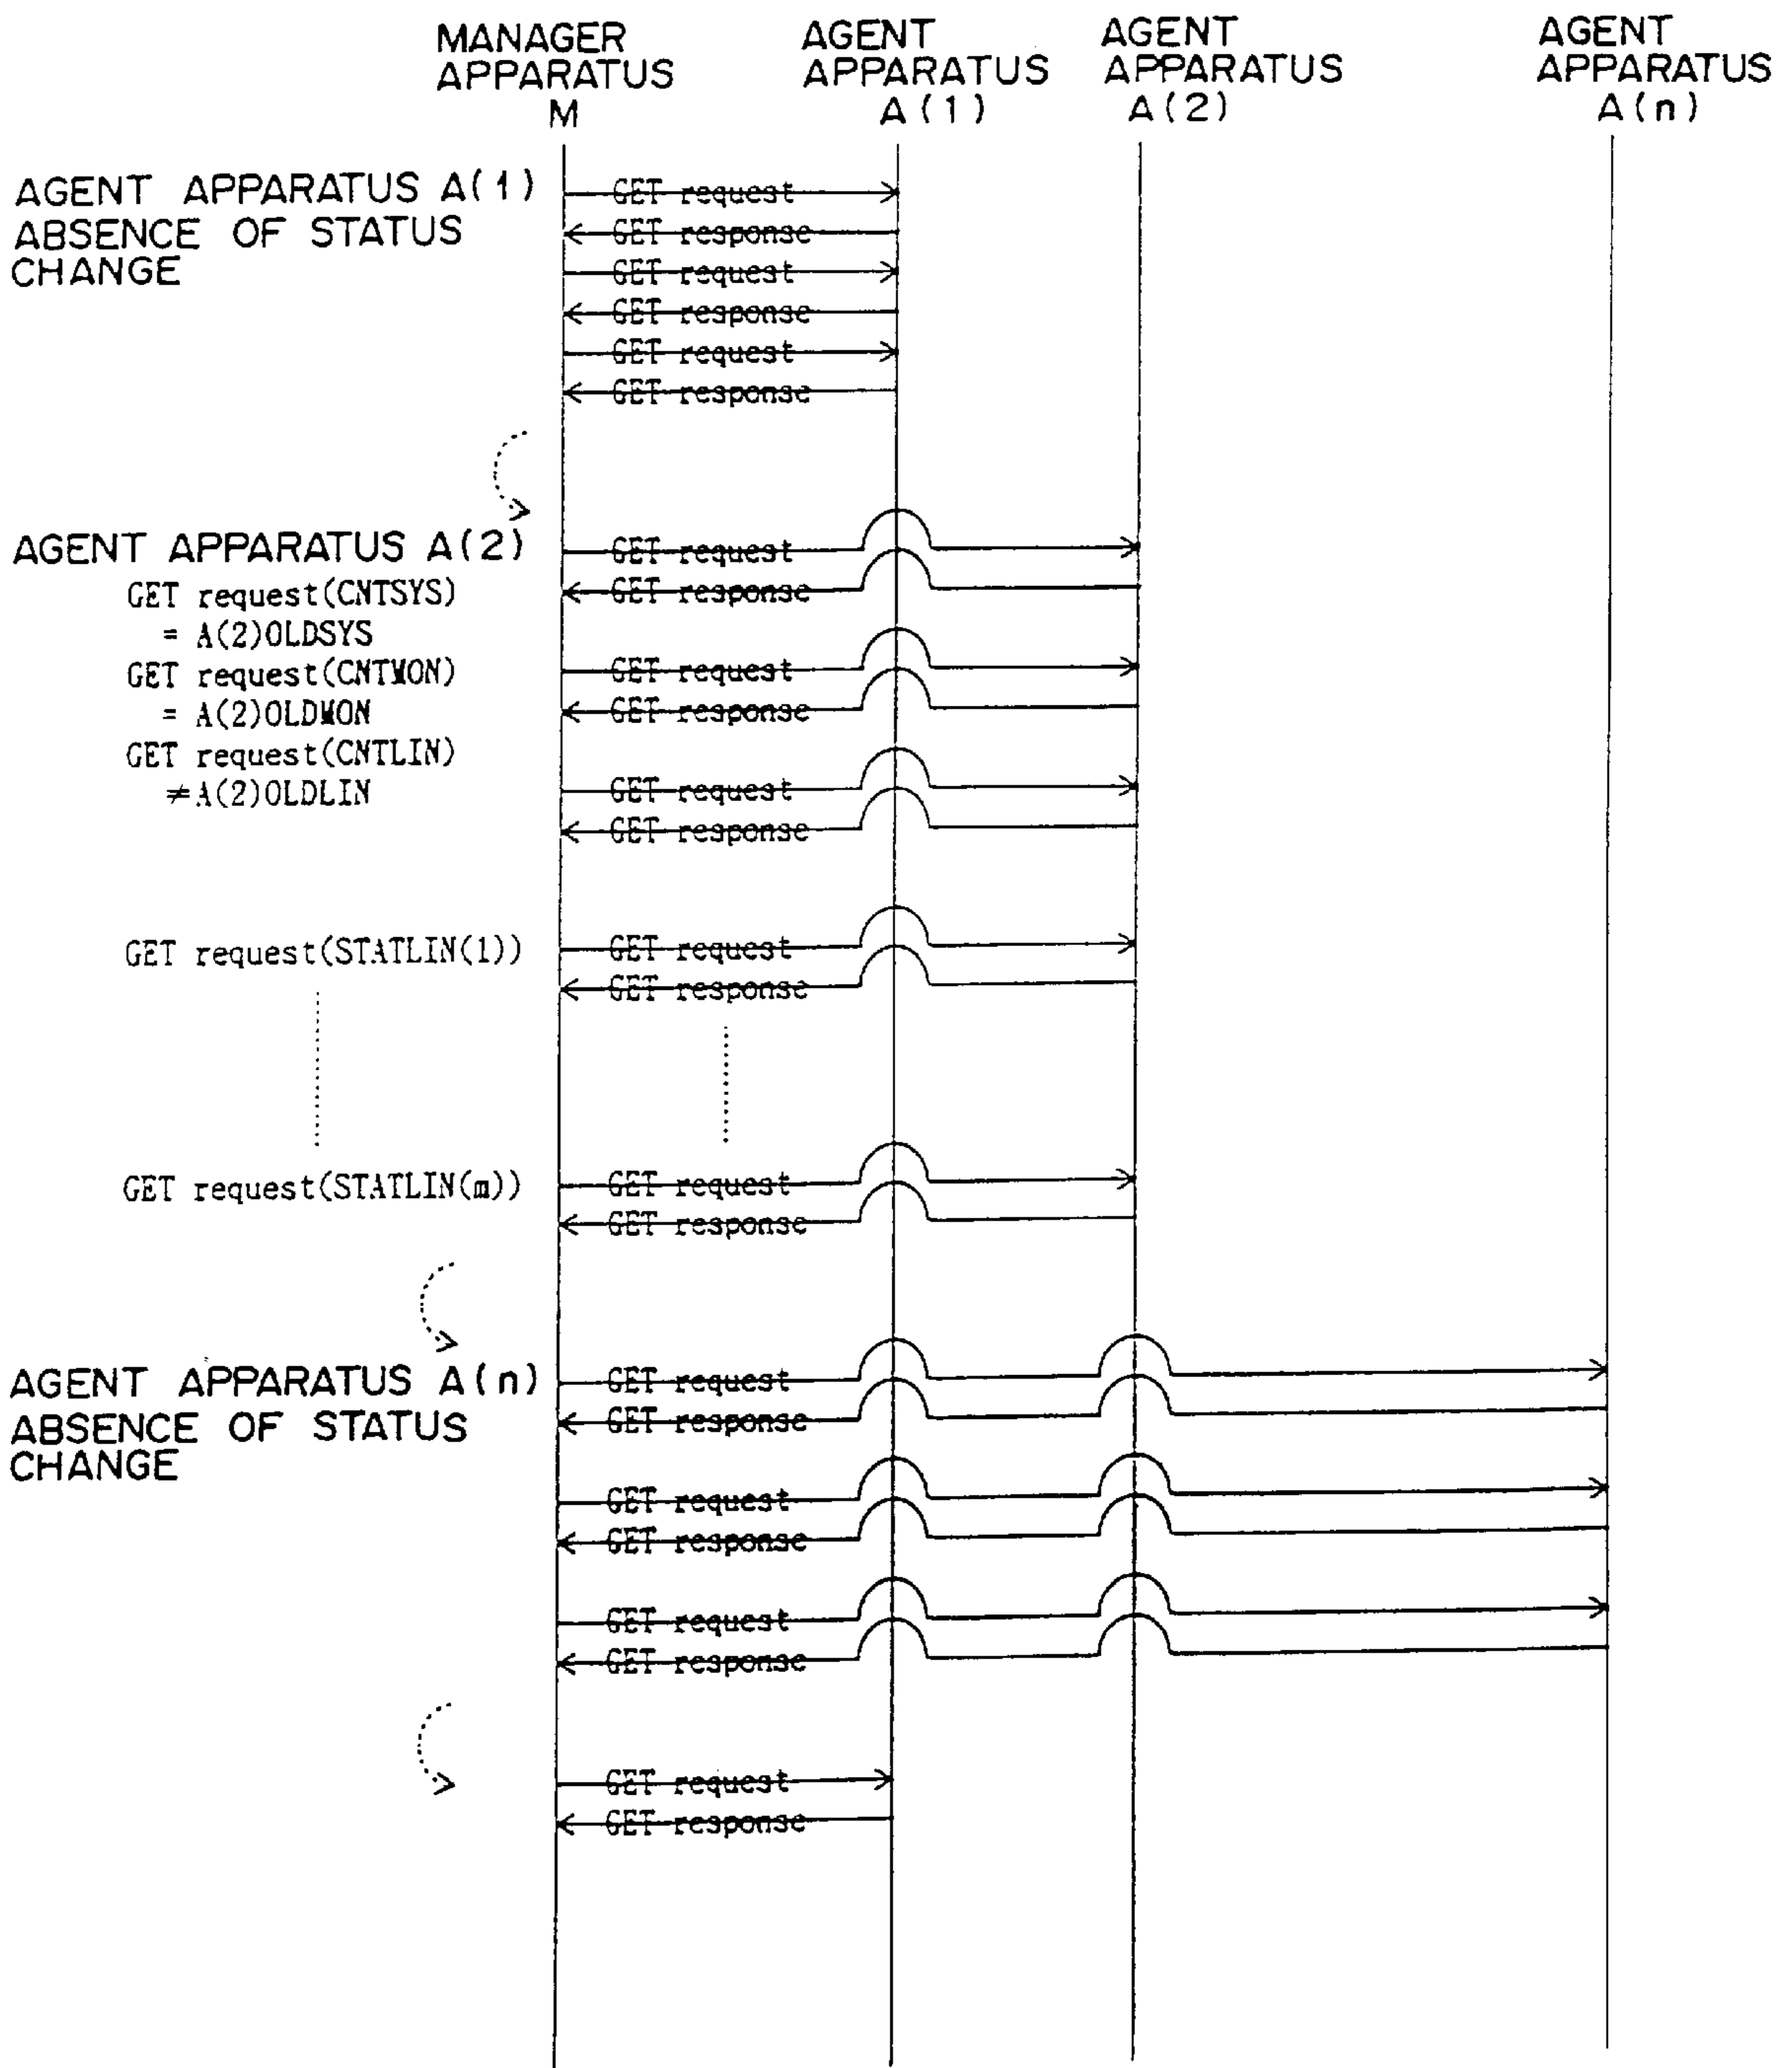 MANAGER APPARATUS M
AGENT APPARATUS A(1)
AGENT APPARATUS A(2)
AGENT APPARATUS A(n)
AGENT APPARATUS A(1)
ABSENCE OF STATUS
CHANGE
GET request
GET response
GET request
GET response
GET request
GET response
AGENT APPARATUS A(2)
GET request
GET request(CNTSYS)
GET response
= A(2)OLDSYS
GET request(CNTMON)
GET request
= A(2)OLDMON
GET response
GET request(CNTLIN)
≠A(2)OLDLIN
GET request
GET response
GET request(STATLIN(1))
GET request
GET response
GET request(STATLIN(m))
GET request
GET response
AGENT APPARATUS A(n)
ABSENCE OF STATUS
CHANGE
GET request
GET response
GET request
GET response
GET request
GET response
GET request
GET response